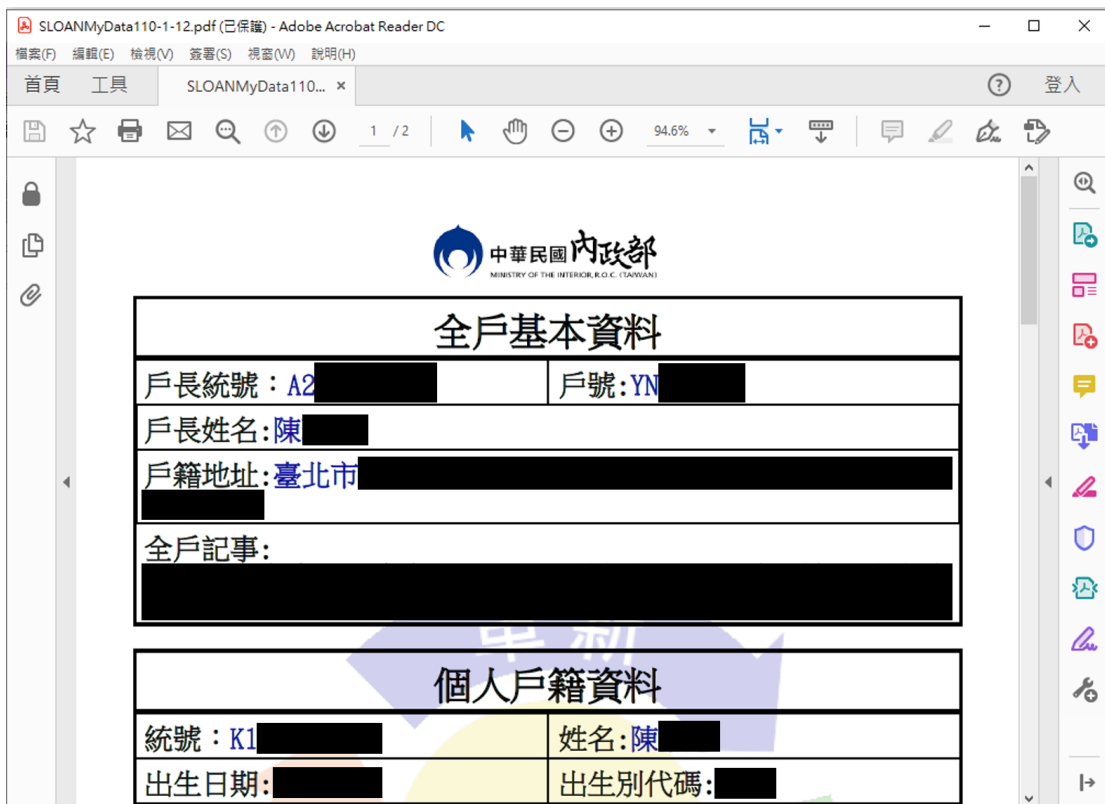 SLOANMyData110-1-12.pdf (已保護) - Adobe Acrobat Reader DC
檔案(F) 編輯(E) 檢視(V) 簽署(S) 視窗(W) 說明(H)
首頁 工具 SLOANMyData110... × 登入
1 / 2 94.6%
中華民國內政部
MINISTRY OF THE INTERIOR, R.O.C. (TAIWAN)
全戶基本資料
戶長統號：A2 戶號:YN
戶長姓名:陳
戶籍地址:臺北市
全戶記事:
革新
個人戶籍資料
統號：K1 姓名:陳
出生日期: 出生別代碼: